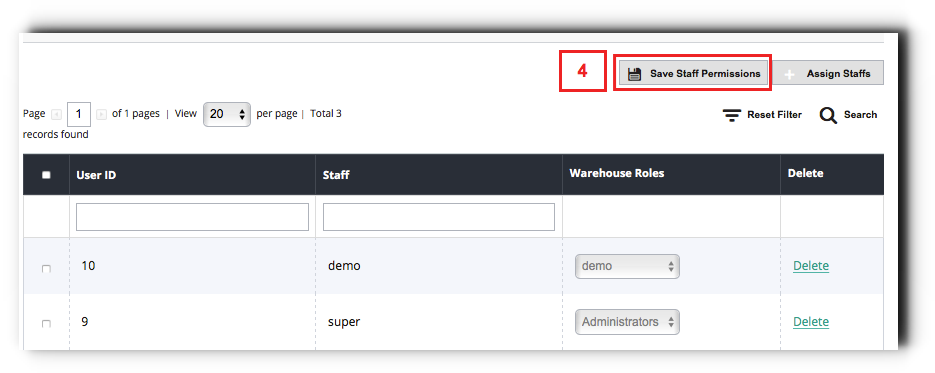 4 Save Staff Permissions Assign Staffs
Page 1 of 1 pages | View 20 per page | Total 3
records found
Reset Filter Search
User ID Staff Warehouse Roles Delete
10 demo demo Delete
9 super Administrators Delete